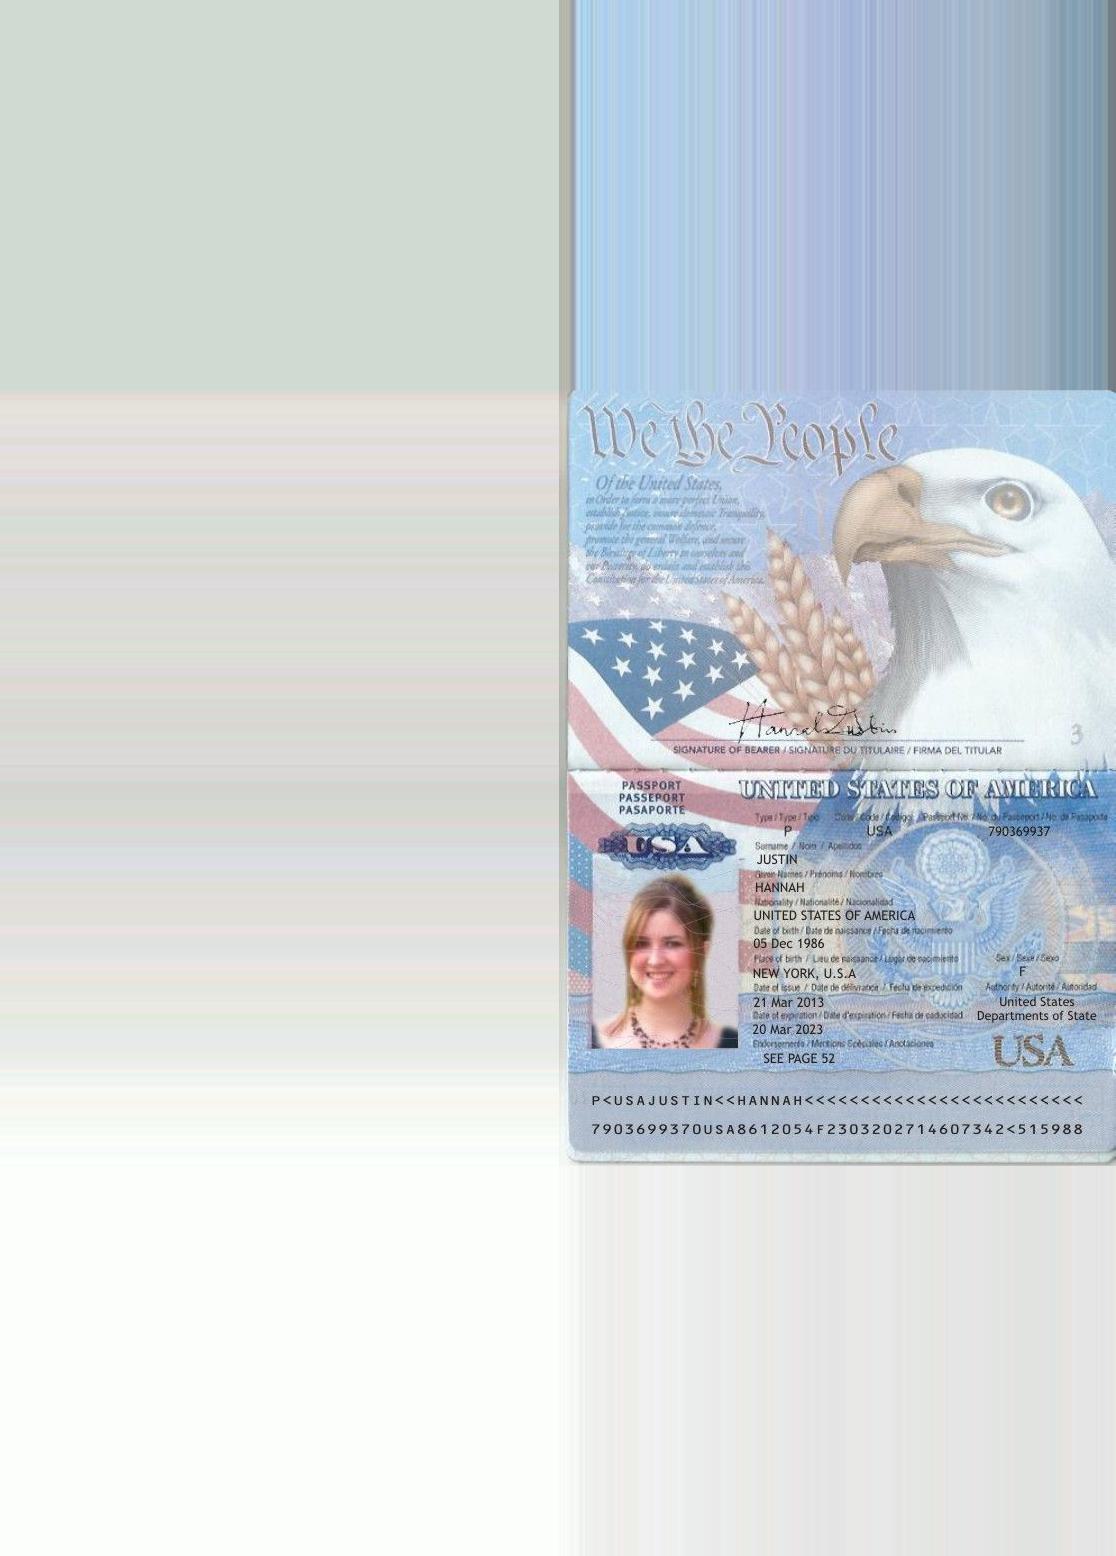 We the People
Of the United States,
in Order to form a more perfect Union,
establish Justice, insure domestic Tranquility,
provide for the common defence,
promote the general Welfare, and secure
the Blessings of Liberty to ourselves and
our Posterity, do ordain and establish this
Constitution for the United States of America.
Hannah Justin
3
SIGNATURE OF BEARER / SIGNATURE DU TITULAIRE / FIRMA DEL TITULAR
PASSPORT
PASSEPORT
PASAPORTE
USA
UNITED STATES OF AMERICA
Type / Type / Tipo Code / Code / Codigo Passport No. / No. du Passeport / No. de Pasaporte
P USA 790369937
Surname / Nom / Apellidos
JUSTIN
Given Names / Prénoms / Nombres
HANNAH
Nationality / Nationalité / Nacionalidad
UNITED STATES OF AMERICA
Date of birth / Date de naissance / Fecha de nacimiento
05 Dec 1986
Place of birth / Lieu de naissance / Lugar de nacimiento Sex / Sexe / Sexo
NEW YORK, U.S.A F
Date of issue / Date de délivrance / Fecha de expedición Authority / Autorité / Autoridad
21 Mar 2013 United States
Date of expiration / Date d'expiration / Fecha de caducidad Departments of State
20 Mar 2023
Endorsements / Mentions Spéciales / Anotaciones
SEE PAGE 52 USA
P<USAJUSTIN<<HANNAH<<<<<<<<<<<<<<<<<<<<<<<<<
7903699370USA8612054F2303202714607342<515988